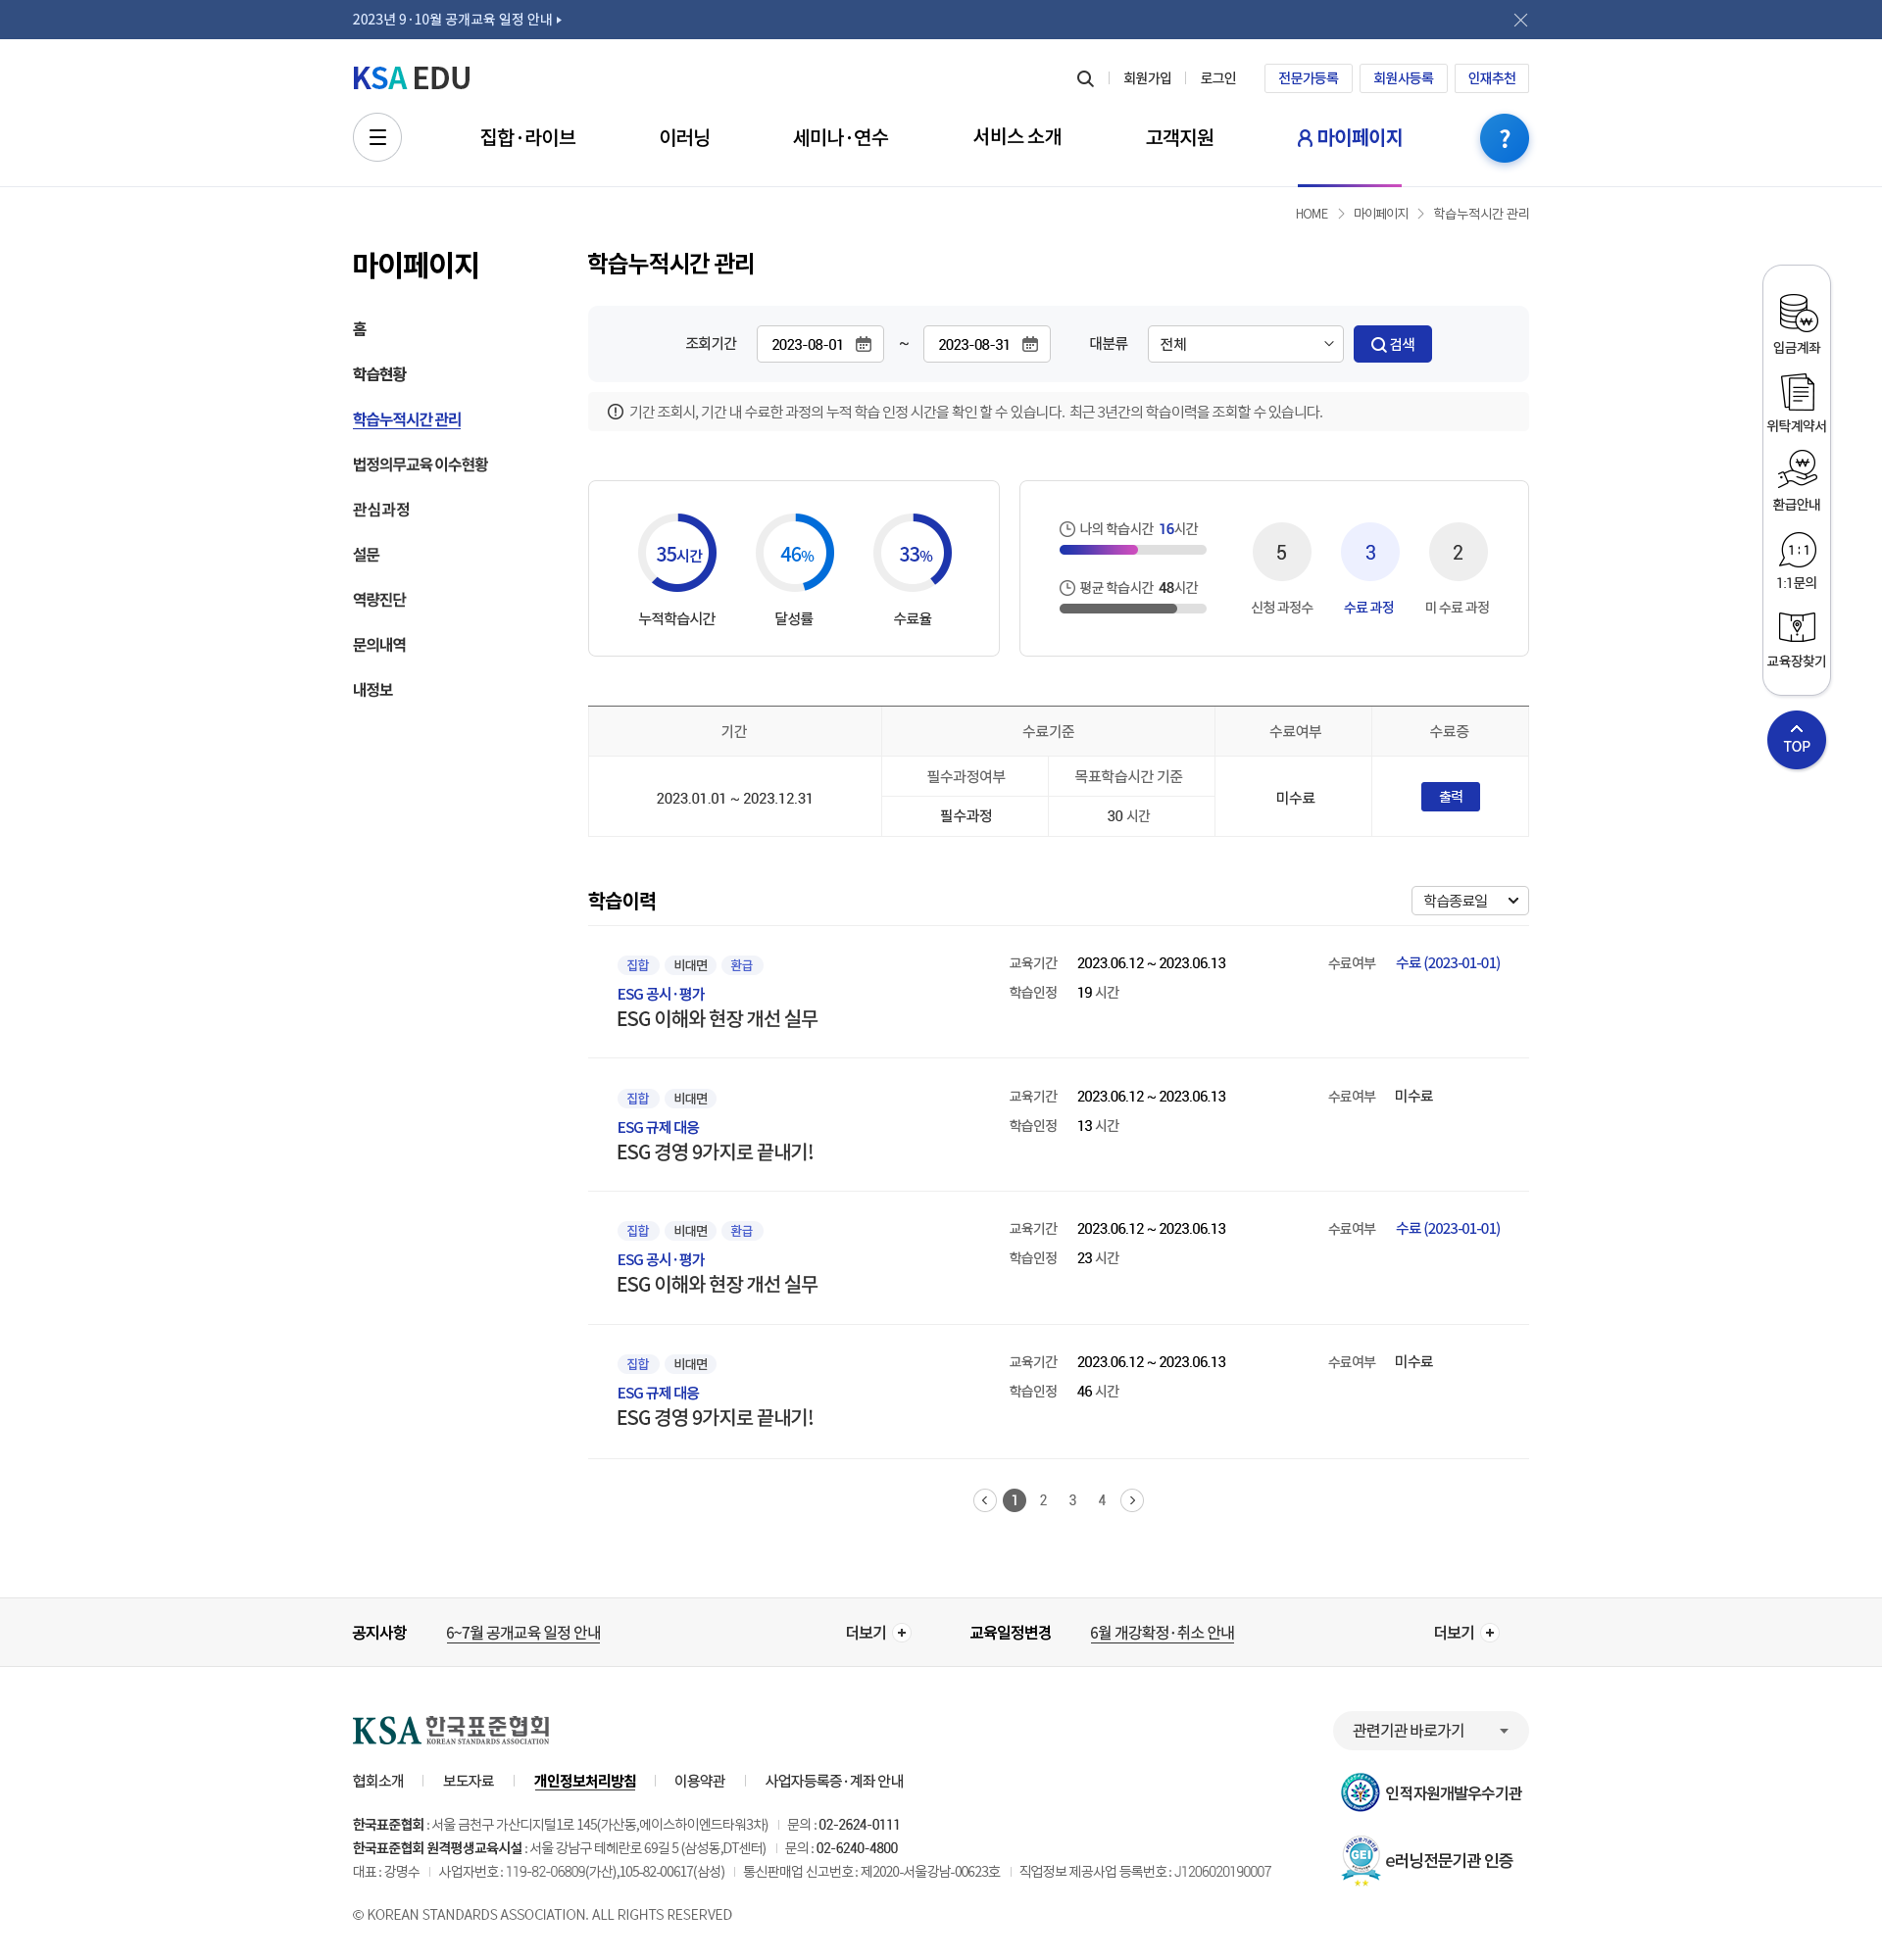 2023년 9·10월 공개교육 일정 안내
KSA EDU
회원가입 로그인 전문가등록 회원사등록 인재추천
집합·라이브 이러닝 세미나·연수 서비스 소개 고객지원 마이페이지 ?
HOME 마이페이지 학습누적시간 관리
마이페이지
홈
학습현황
학습누적시간 관리
법정의무교육 이수현황
관심과정
설문
역량진단
문의내역
내정보
학습누적시간 관리
조회기간 2023-08-01 ~ 2023-08-31 대분류 전체 검색
기간 조회시, 기간 내 수료한 과정의 누적 학습 인정 시간을 확인 할 수 있습니다. 최근 3년간의 학습이력을 조회할 수 있습니다.
35시간 46% 33%
누적학습시간 달성률 수료율
나의 학습시간 16시간
평균 학습시간 48시간
5 3 2
신청 과정수 수료 과정 미 수료 과정
기간 수료기준 수료여부 수료증
필수과정여부 목표학습시간 기준
2023.01.01 ~ 2023.12.31 미수료 출력
필수과정 30 시간
학습이력 학습종료일
집합 비대면 환급
ESG 공시·평가
ESG 이해와 현장 개선 실무
교육기간 2023.06.12 ~ 2023.06.13 수료여부 수료 (2023-01-01)
학습인정 19 시간
집합 비대면
ESG 규제 대응
ESG 경영 9가지로 끝내기!
교육기간 2023.06.12 ~ 2023.06.13 수료여부 미수료
학습인정 13 시간
집합 비대면 환급
ESG 공시·평가
ESG 이해와 현장 개선 실무
교육기간 2023.06.12 ~ 2023.06.13 수료여부 수료 (2023-01-01)
학습인정 23 시간
집합 비대면
ESG 규제 대응
ESG 경영 9가지로 끝내기!
교육기간 2023.06.12 ~ 2023.06.13 수료여부 미수료
학습인정 46 시간
1 2 3 4
입금계좌
위탁계약서
환급안내
1:1
1:1문의
교육장찾기
TOP
공지사항 6~7월 공개교육 일정 안내 더보기 교육일정변경 6월 개강확정·취소 안내 더보기
KSA 한국표준협회
KOREAN STANDARDS ASSOCIATION
관련기관 바로가기
협회소개 보도자료 개인정보처리방침 이용약관 사업자등록증·계좌 안내
인적자원개발우수기관
한국표준협회 : 서울 금천구 가산디지털1로 145(가산동,에이스하이엔드타워3차) 문의 : 02-2624-0111
한국표준협회 원격평생교육시설 : 서울 강남구 테헤란로 69길 5 (삼성동,DT센터) 문의 : 02-6240-4800
GEI
e러닝전문기관 인증
대표 : 강명수 사업자번호 : 119-82-06809(가산),105-82-00617(삼성) 통신판매업 신고번호 : 제2020-서울강남-00623호 직업정보 제공사업 등록번호 : J1206020190007
© KOREAN STANDARDS ASSOCIATION. ALL RIGHTS RESERVED